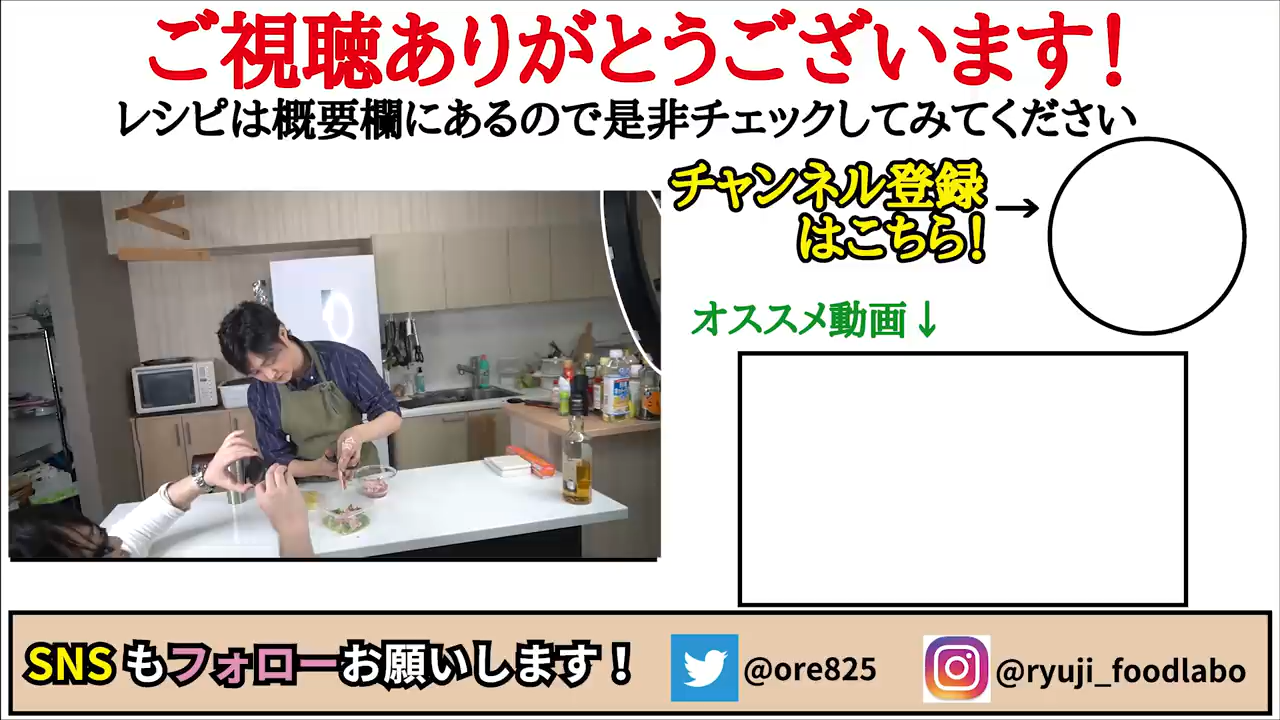 ご視聴ありがとうございます!
レシピは概要欄にあるので是非チェックしてみてください
チャンネル登録
はこちら! →
オススメ動画↓
SNSもフォローお願いします! @ore825 @ryuji_foodlabo